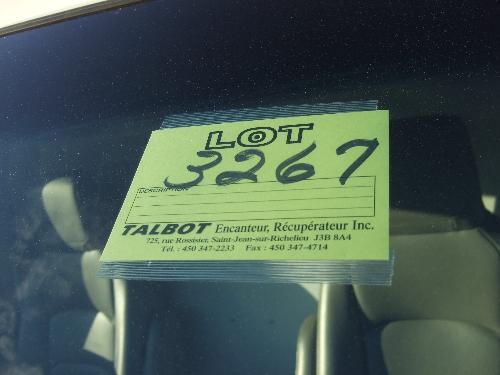 LOT
3267
DESCRIPTION
TALBOT Encanteur, Récupérateur Inc.
725, rue Rossiter, Saint-Jean-sur-Richelieu J3B 8A4
Tél. : 450 347-2233 Fax : 450 347-4714